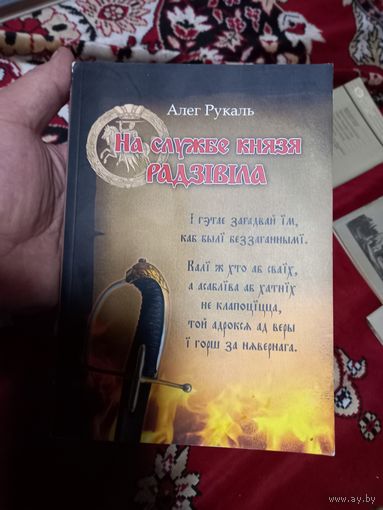 Алег Рукаль
На службе князя
Радзівіла
І гэтае загадвай ім,
каб былі беззаганнымі.
Калі ж хто аб сваіх,
а асабліва аб хатніх
не клапоціцца,
той адрокся ад веры
і горш за нявернага.
www.ay.by